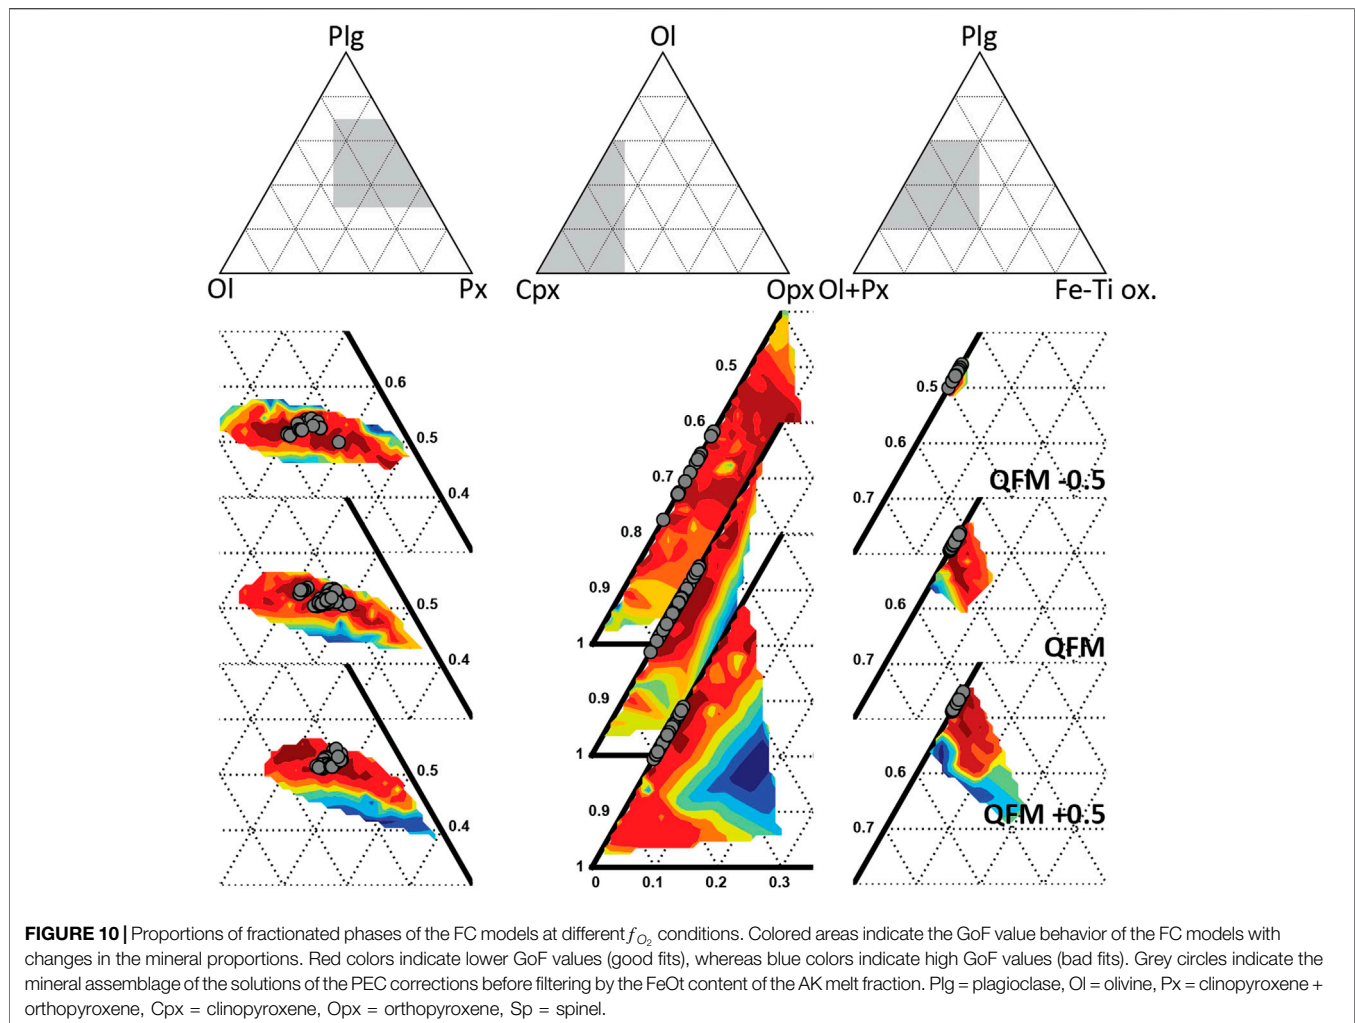 Plg
Ol
Plg
Ol
Px
Cpx
Opx
Ol+Px
Fe-Ti ox.
0.6
0.5
0.4
0.5
0.6
0.7
0.8
0.9
1
0.5
0.6
0.7
QFM -0.5
0.5
0.4
0.9
1
0.6
0.7
QFM
0.5
0.4
0.9
1
0
0.1
0.2
0.3
0.6
0.7
QFM +0.5
FIGURE 10 | Proportions of fractionated phases of the FC models at different fO2 conditions. Colored areas indicate the GoF value behavior of the FC models with
changes in the mineral proportions. Red colors indicate lower GoF values (good fits), whereas blue colors indicate high GoF values (bad fits). Grey circles indicate the
mineral assemblage of the solutions of the PEC corrections before filtering by the FeOt content of the AK melt fraction. Plg = plagioclase, Ol = olivine, Px = clinopyroxene +
orthopyroxene, Cpx = clinopyroxene, Opx = orthopyroxene, Sp = spinel.